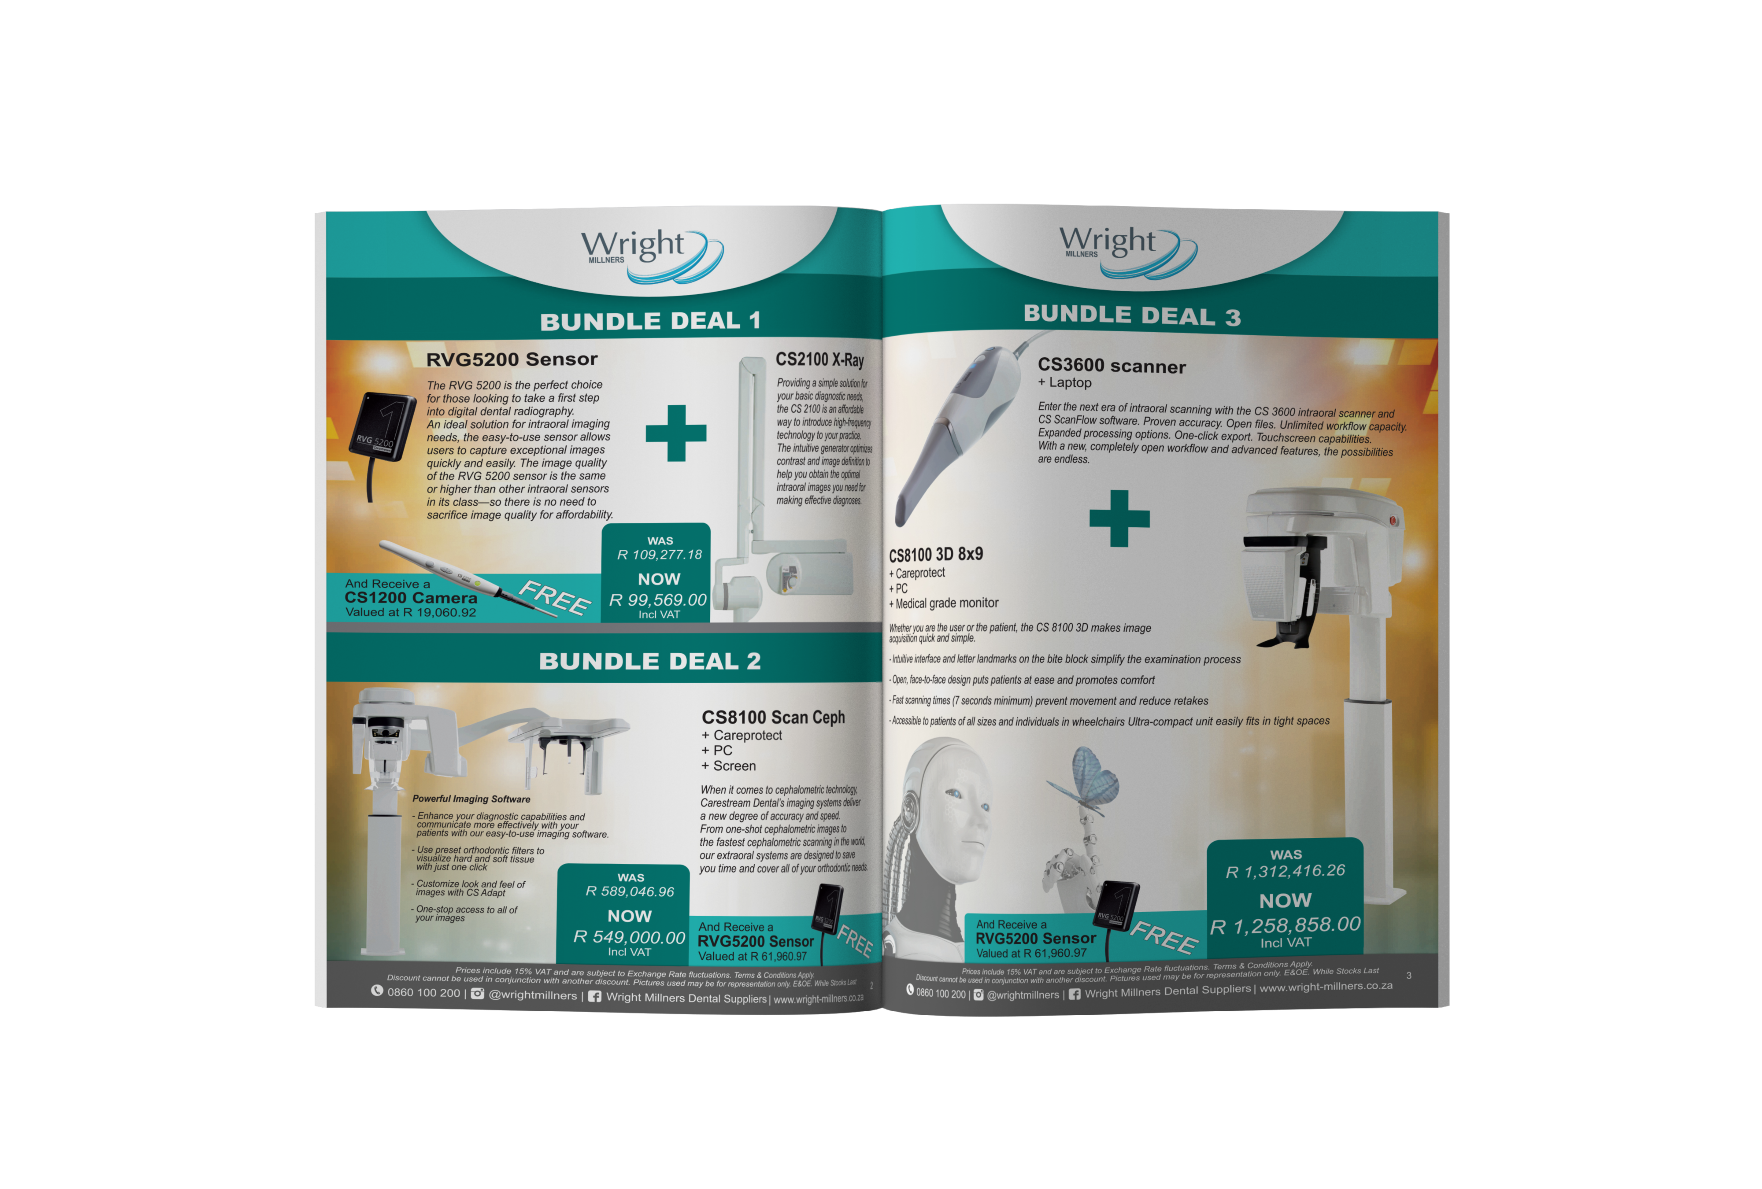 Wright
MILLNERS
BUNDLE DEAL 1
RVG5200 Sensor
The RVG 5200 is the perfect choice
for those looking to take a first step
into digital dental radiography.
An ideal solution for intraoral imaging
needs, the easy-to-use sensor allows
users to capture exceptional images
quickly and easily. The image quality
of the RVG 5200 sensor is the same
or higher than other intraoral sensors
in its class—so there is no need to
sacrifice image quality for affordability.
1
RVG 5200
CS2100 X-Ray
Providing a simple solution for
your basic diagnostic needs,
the CS 2100 is an affordable
way to introduce high-frequency
technology to your practice.
The intuitive generator optimizes
contrast and image definition to
help you obtain the optimal
intraoral images you need for
making effective diagnoses.
And Receive a
CS1200 Camera
Valued at R 19,060.92
FREE
WAS
R 109,277.18
NOW
R 99,569.00
Incl VAT
BUNDLE DEAL 2
CS8100 Scan Ceph
+ Careprotect
+ PC
+ Screen
When it comes to cephalometric technology,
Carestream Dental's imaging systems deliver
a new degree of accuracy and speed.
From one-shot cephalometric images to
the fastest cephalometric scanning in the world,
our extraoral systems are designed to save
you time and cover all of your orthodontic needs.
Powerful Imaging Software
- Enhance your diagnostic capabilities and
communicate more effectively with your
patients with our easy-to-use imaging software.
- Use preset orthodontic filters to
visualize hard and soft tissue
with just one click
- Customize look and feel of
images with CS Adapt
- One-stop access to all of
your images
WAS
R 589,046.96
NOW
R 549,000.00
Incl VAT
And Receive a
RVG5200 Sensor
Valued at R 61,960.97
FREE
Prices include 15% VAT and are subject to Exchange Rate fluctuations. Terms & Conditions Apply.
Discount cannot be used in conjunction with another discount. Pictures used may be for representation only. E&OE. While Stocks Last
2
0860 100 200 | @wrightmillners | Wright Millners Dental Suppliers | www.wright-millners.co.za
Wright
MILLNERS
BUNDLE DEAL 3
CS3600 scanner
+ Laptop
Enter the next era of intraoral scanning with the CS 3600 intraoral scanner and
CS ScanFlow software. Proven accuracy. Open files. Unlimited workflow capacity.
Expanded processing options. One-click export. Touchscreen capabilities.
With a new, completely open workflow and advanced features, the possibilities
are endless.
CS8100 3D 8x9
+ Careprotect
+ PC
+ Medical grade monitor
Whether you are the user or the patient, the CS 8100 3D makes image
acquisition quick and simple.
- Intuitive interface and letter landmarks on the bite block simplify the examination process
- Open, face-to-face design puts patients at ease and promotes comfort
- Fast scanning times (7 seconds minimum) prevent movement and reduce retakes
- Accessible to patients of all sizes and individuals in wheelchairs Ultra-compact unit easily fits in tight spaces
And Receive a
RVG5200 Sensor
Valued at R 61,960.97
1
RVG 5200
FREE
WAS
R 1,312,416.26
NOW
R 1,258,858.00
Incl VAT
Prices include 15% VAT and are subject to Exchange Rate fluctuations. Terms & Conditions Apply.
Discount cannot be used in conjunction with another discount. Pictures used may be for representation only. E&OE. While Stocks Last
3
0860 100 200 | @wrightmillners | Wright Millners Dental Suppliers | www.wright-millners.co.za